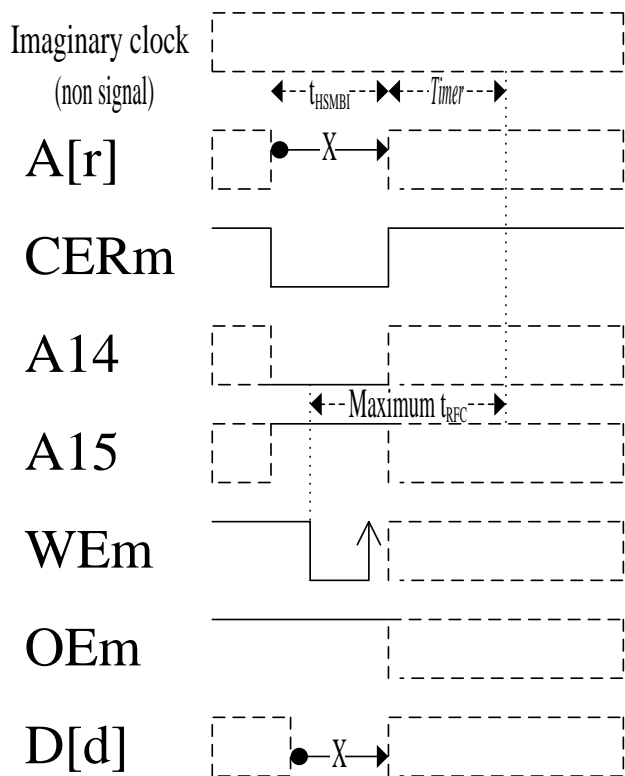 Imaginary clock
(non signal)
tHSMBI Timer
A[r] X
CERm
A14
Maximum tRFC
A15
WEm
OEm
D[d] X